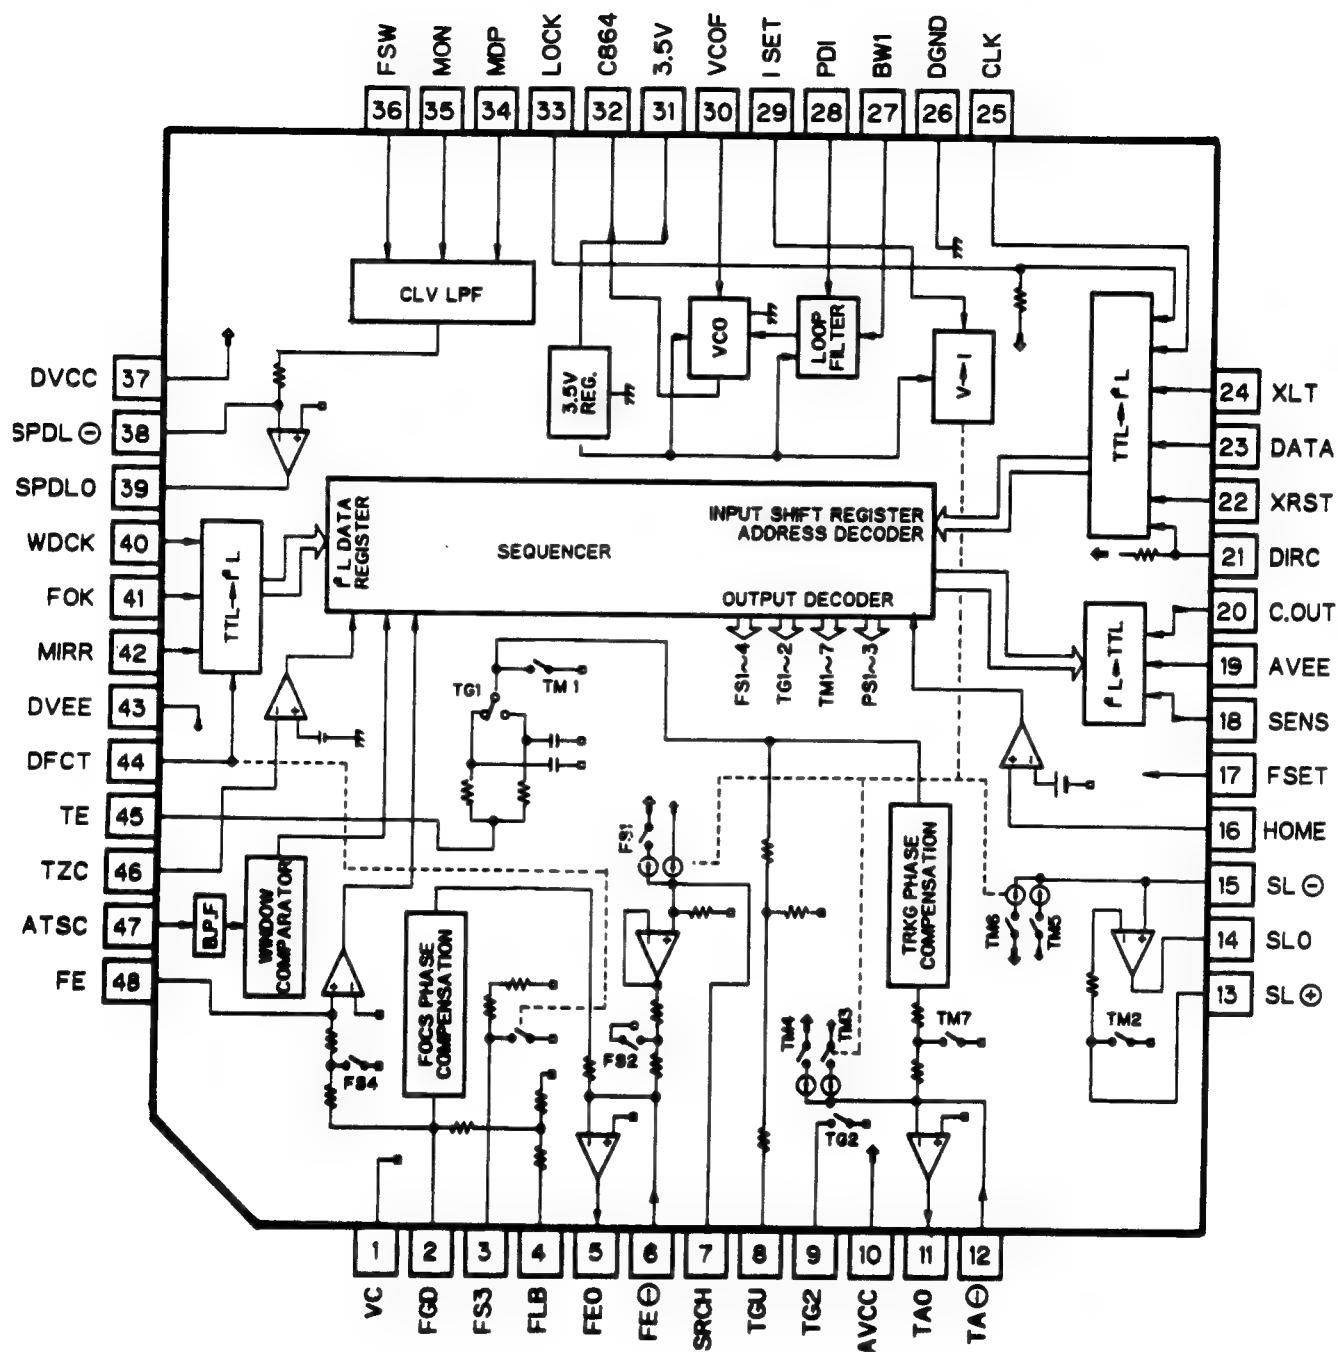 FSW
MON
MDP
LOCK
C864
3.5V
VCOF
I SET
PDI
BW1
DGND
CLK
36
35
34
33
32
31
30
29
28
27
26
25
CLV LPF
3.5V
REG.
VCO
LOOP
FILTER
V→I
TTL→I²L
DVCC 37
SPDL⊖ 38
SPDLO 39
WDCK 40
FOK 41
MIRR 42
DVEE 43
DFCT 44
TE 45
TZC 46
ATSC 47
FE 48
24 XLT
23 DATA
22 XRST
21 DIRC
20 C.OUT
19 AVEE
18 SENS
17 FSET
16 HOME
15 SL⊖
14 SLO
13 SL⊕
TTL→I²L
I²L DATA
REGISTER
SEQUENCER
INPUT SHIFT REGISTER
ADDRESS DECODER
OUTPUT DECODER
FS1~4
TG1~2
TM1~7
PS1~3
I²L→TTL
TG1
TM1
B.P.F
WINDOW
COMPARATOR
FOCS PHASE
COMPENSATION
FS1
FS2
FS4
TRKG PHASE
COMPENSATION
TM6
TM5
TM4
TM3
TM7
TM2
TG2
1
2
3
4
5
6
7
8
9
10
11
12
VC
FGD
FS3
FLB
FEO
FE⊖
SRCH
TGU
TG2
AVCC
TAO
TA⊖